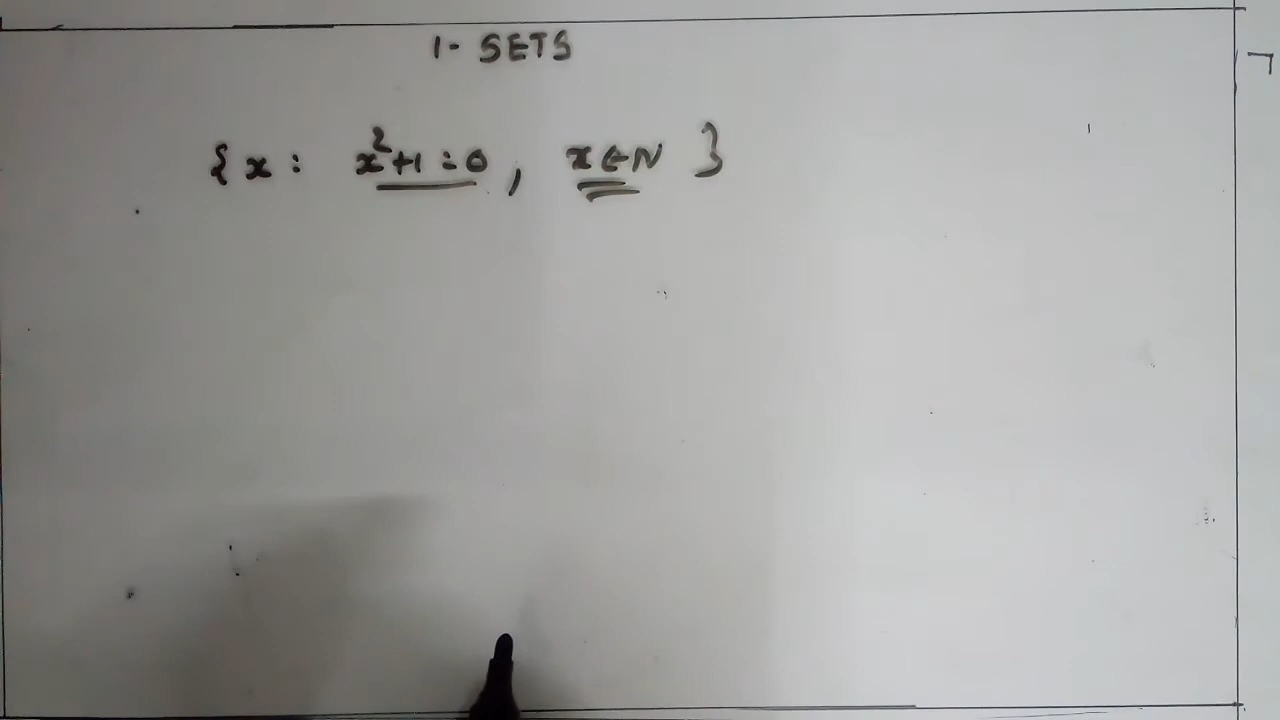 1- SETS
{x: x²+1=0, x∈N}